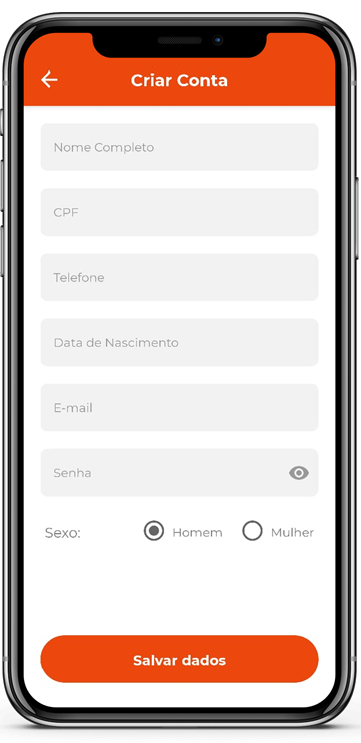 Criar Conta
Nome Completo
CPF
Telefone
Data de Nascimento
E-mail
Senha
Sexo: Homem Mulher
Salvar dados